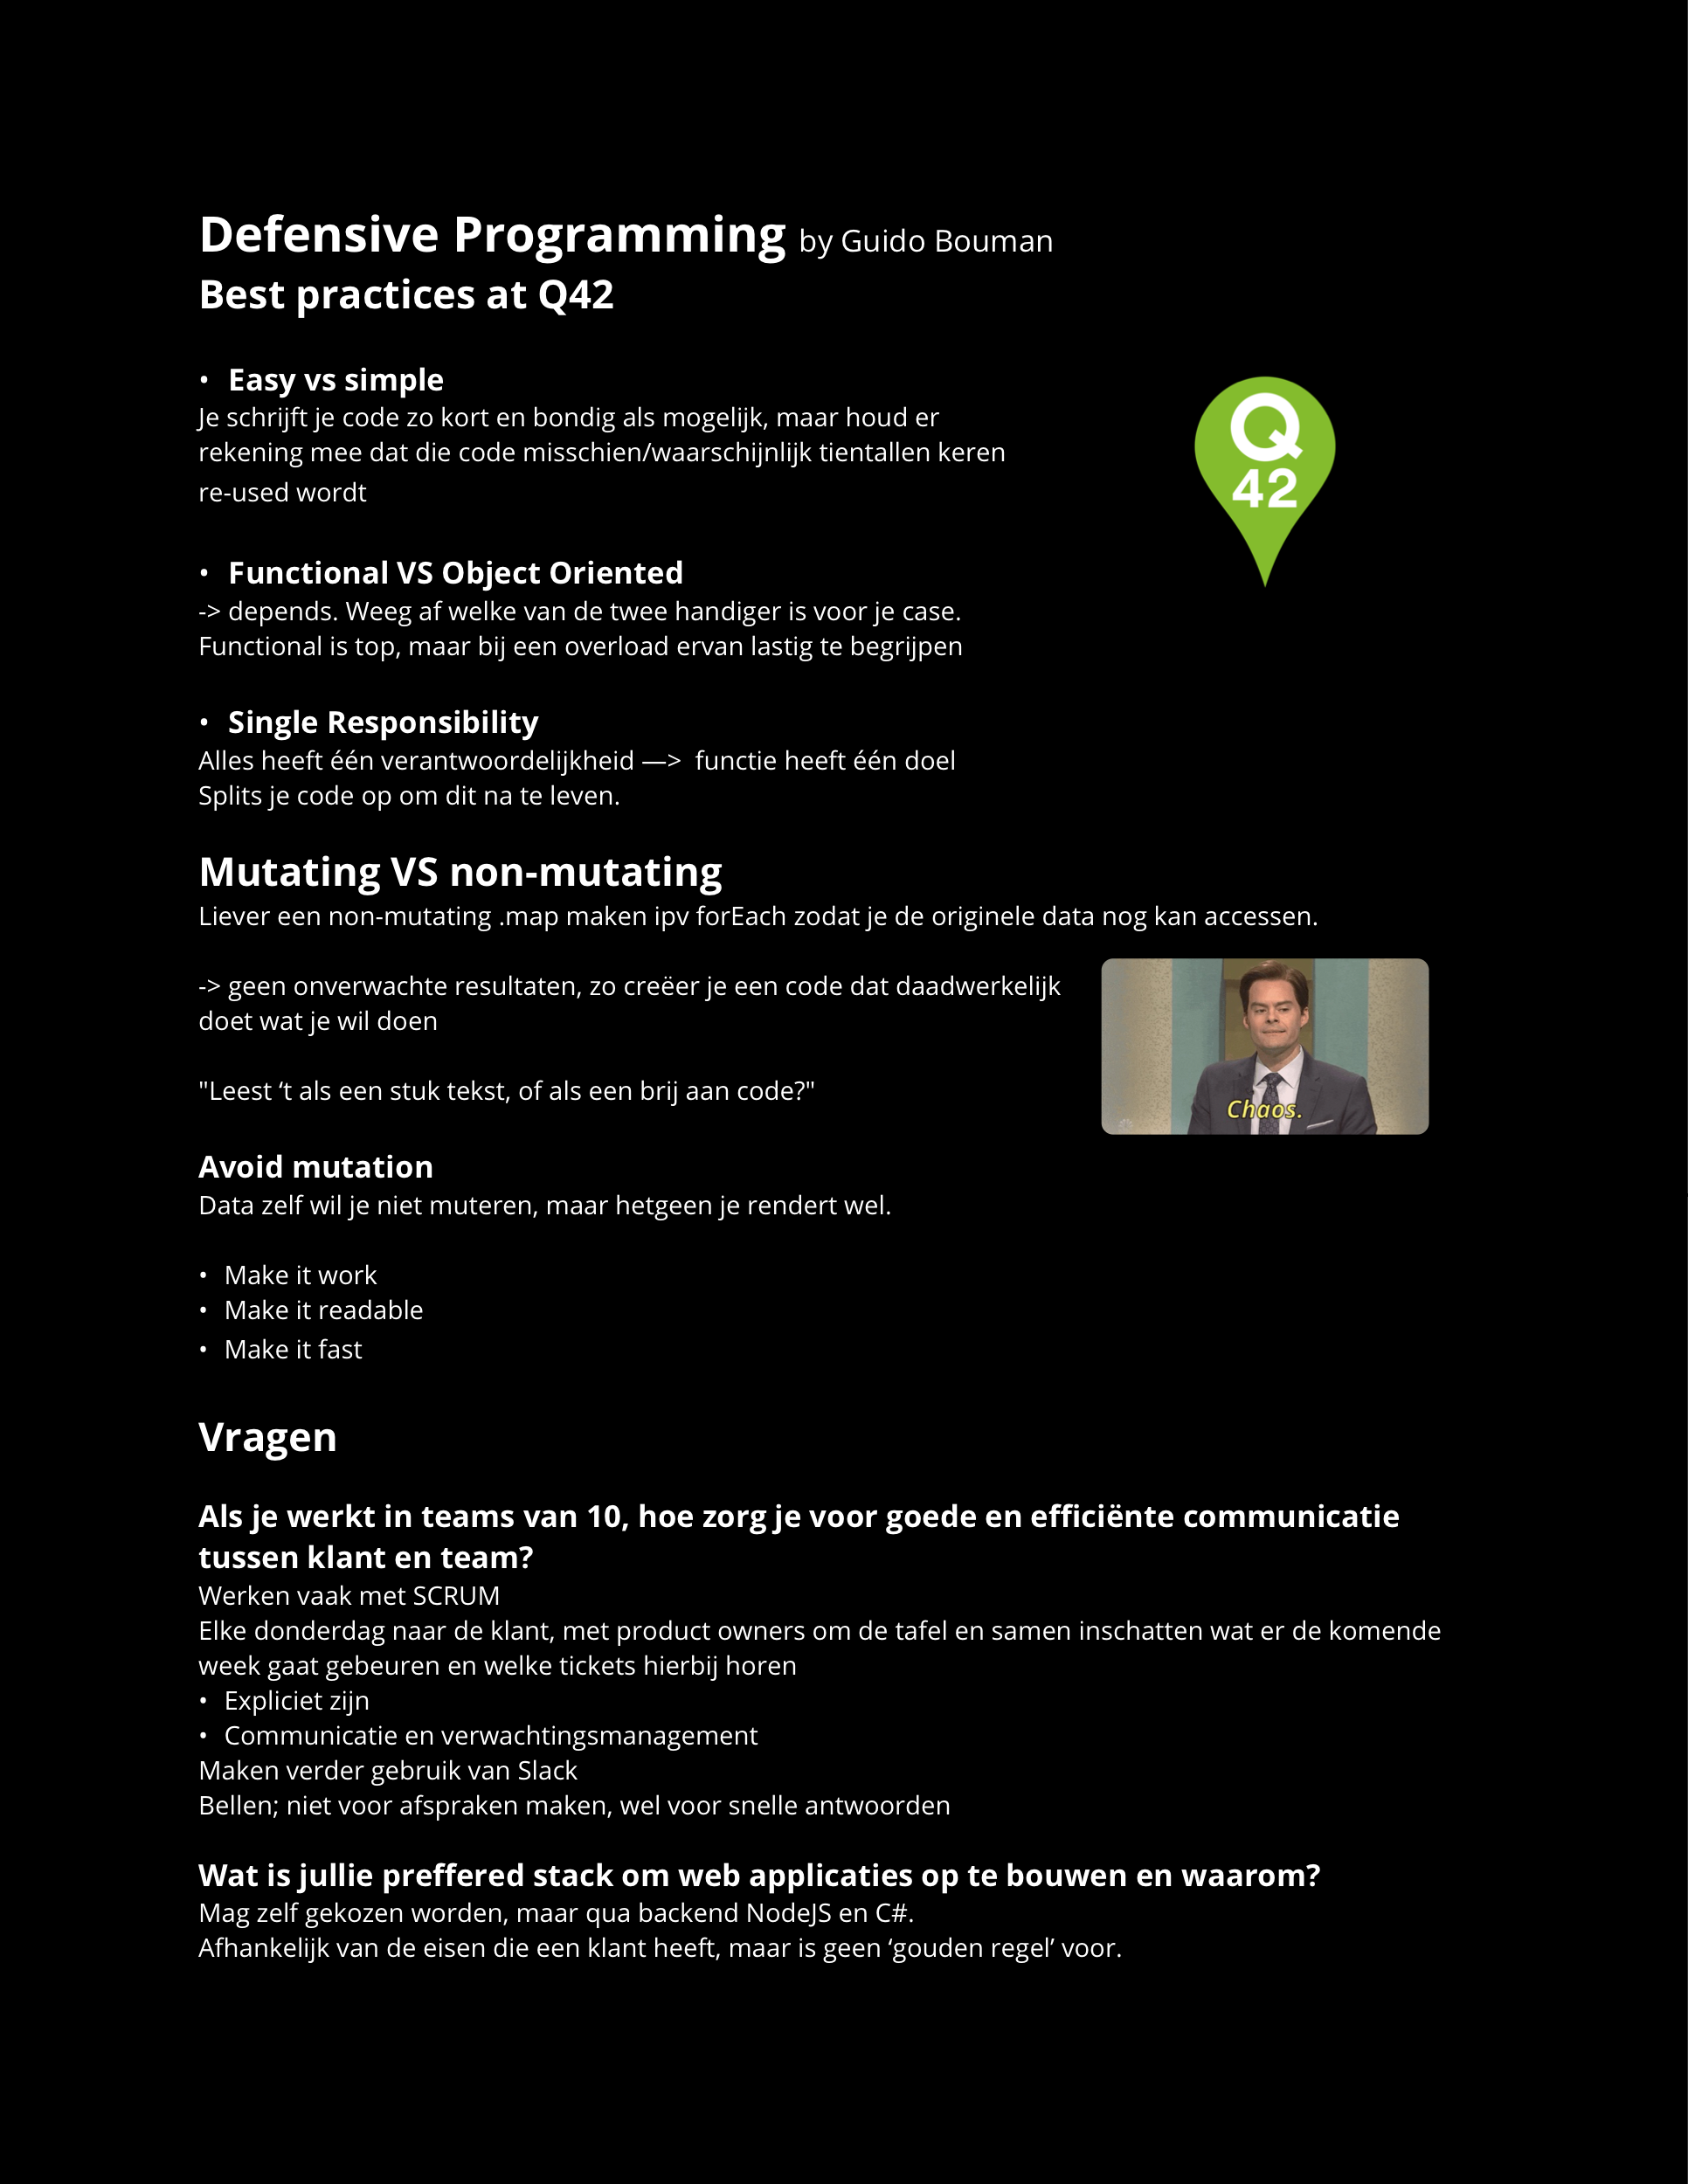 Defensive Programming by Guido Bouman
Best practices at Q42
• Easy vs simple
Je schrijft je code zo kort en bondig als mogelijk, maar houd er
rekening mee dat die code misschien/waarschijnlijk tientallen keren
re-used wordt
Q
42
• Functional VS Object Oriented
-> depends. Weeg af welke van de twee handiger is voor je case.
Functional is top, maar bij een overload ervan lastig te begrijpen
• Single Responsibility
Alles heeft één verantwoordelijkheid —> functie heeft één doel
Splits je code op om dit na te leven.
Mutating VS non-mutating
Liever een non-mutating .map maken ipv forEach zodat je de originele data nog kan accessen.
-> geen onverwachte resultaten, zo creëer je een code dat daadwerkelijk
doet wat je wil doen
"Leest ‘t als een stuk tekst, of als een brij aan code?"
Chaos.
Avoid mutation
Data zelf wil je niet muteren, maar hetgeen je rendert wel.
• Make it work
• Make it readable
• Make it fast
Vragen
Als je werkt in teams van 10, hoe zorg je voor goede en efficiënte communicatie
tussen klant en team?
Werken vaak met SCRUM
Elke donderdag naar de klant, met product owners om de tafel en samen inschatten wat er de komende
week gaat gebeuren en welke tickets hierbij horen
• Expliciet zijn
• Communicatie en verwachtingsmanagement
Maken verder gebruik van Slack
Bellen; niet voor afspraken maken, wel voor snelle antwoorden
Wat is jullie preffered stack om web applicaties op te bouwen en waarom?
Mag zelf gekozen worden, maar qua backend NodeJS en C#.
Afhankelijk van de eisen die een klant heeft, maar is geen ‘gouden regel’ voor.